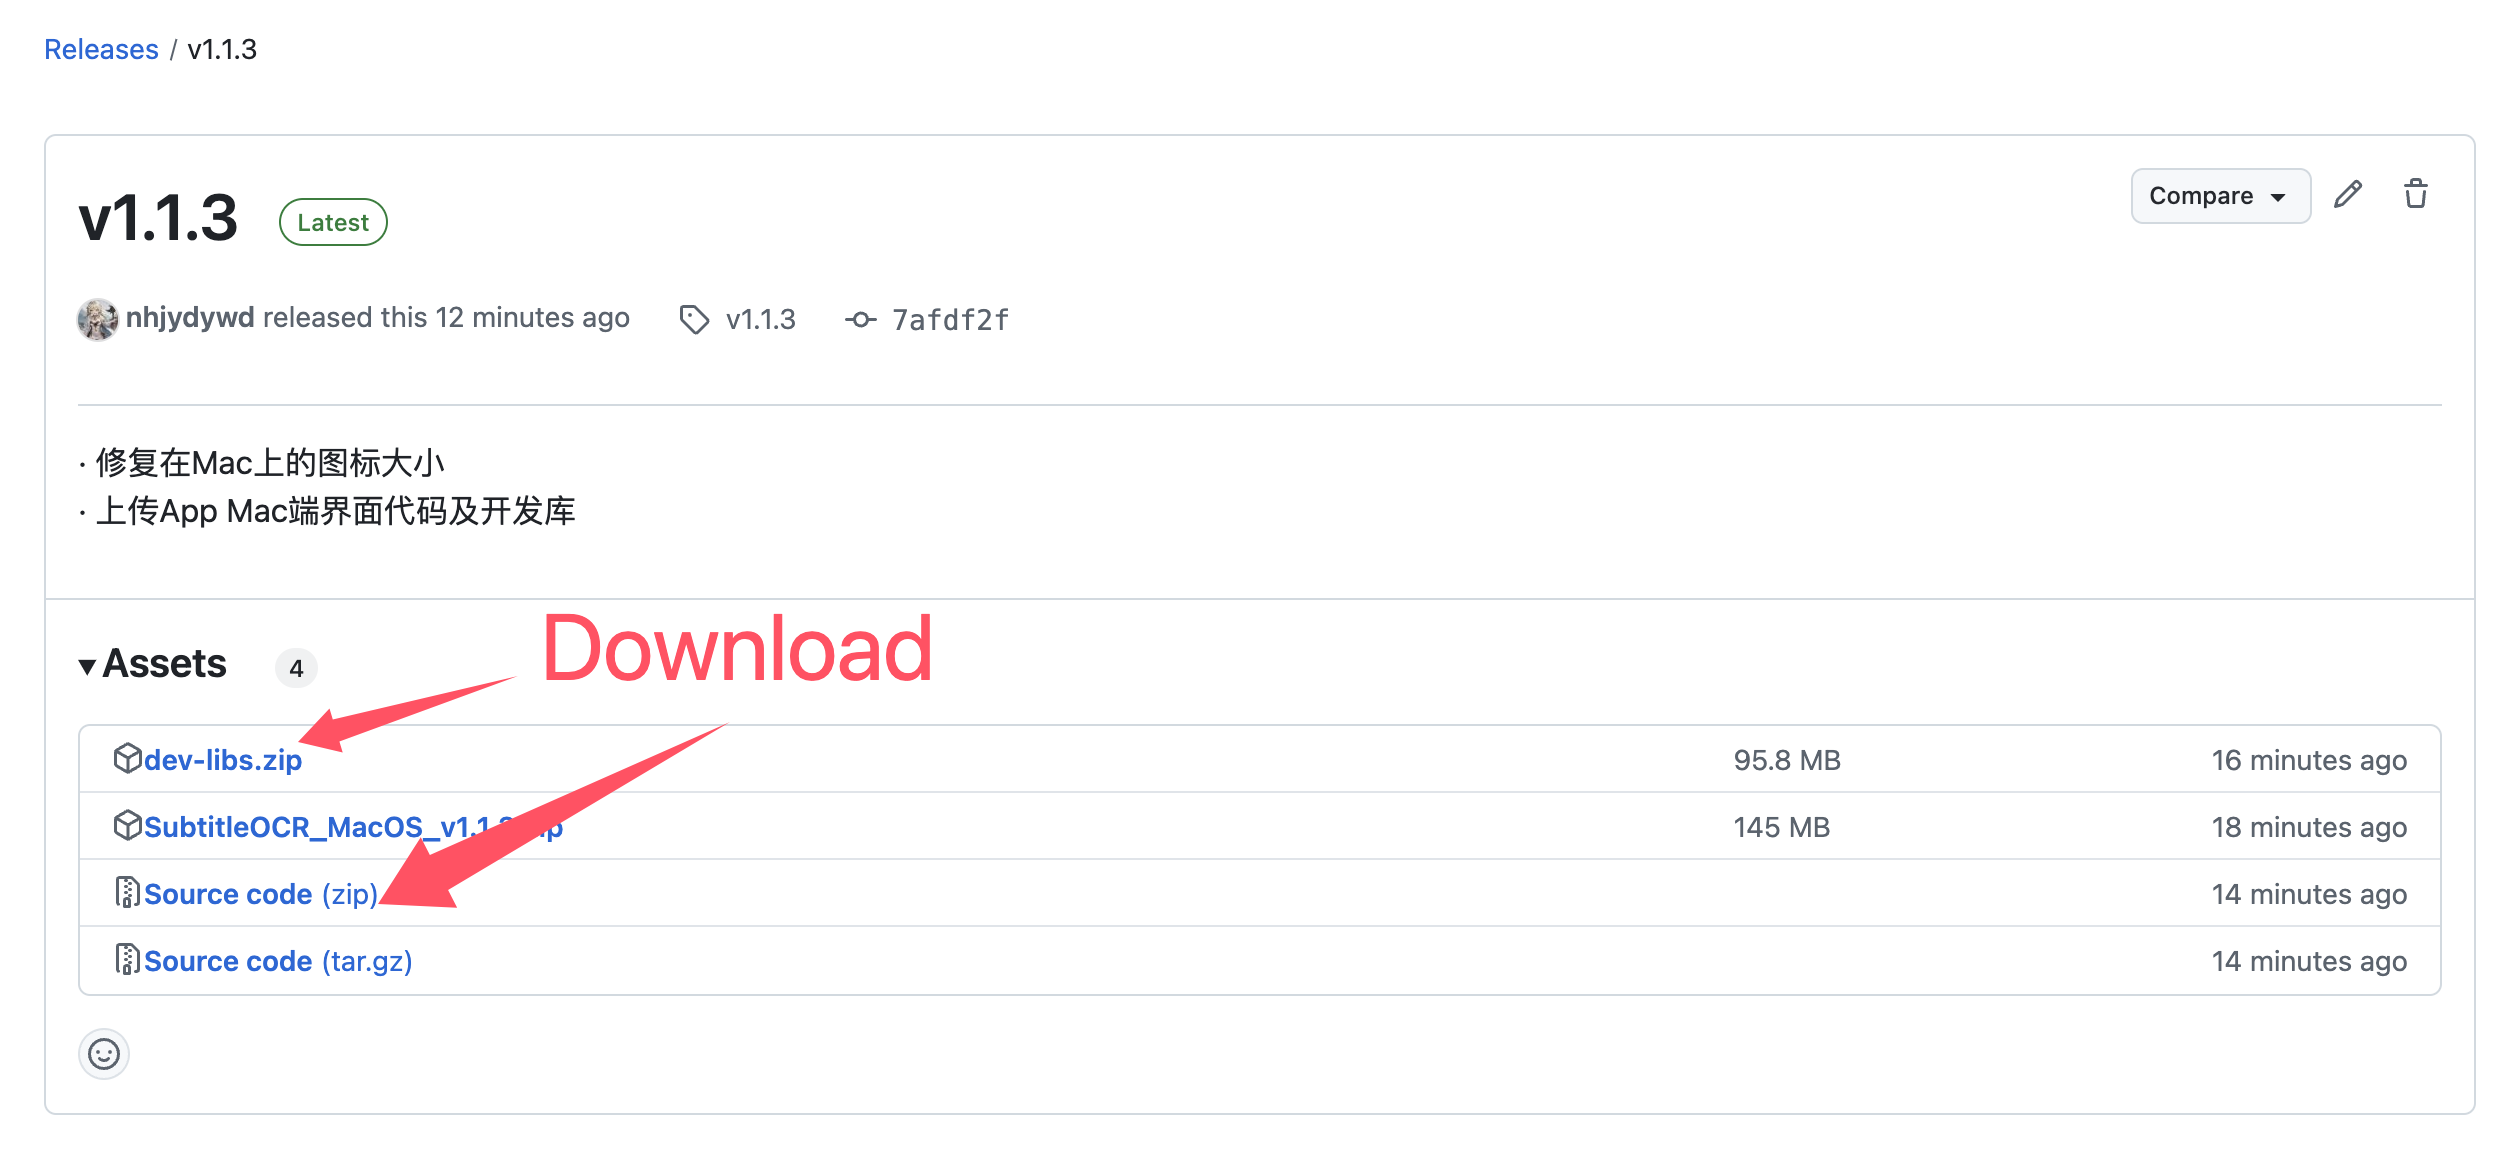 Releases / v1.1.3
v1.1.3 Latest
Compare
nhjydywd released this 12 minutes ago v1.1.3 7afdf2f
· 修复在Mac上的图标大小
· 上传App Mac端界面代码及开发库
Download
Assets 4
dev-libs.zip 95.8 MB 16 minutes ago
SubtitleOCR_MacOS_v1.1 145 MB 18 minutes ago
Source code (zip) 14 minutes ago
Source code (tar.gz) 14 minutes ago